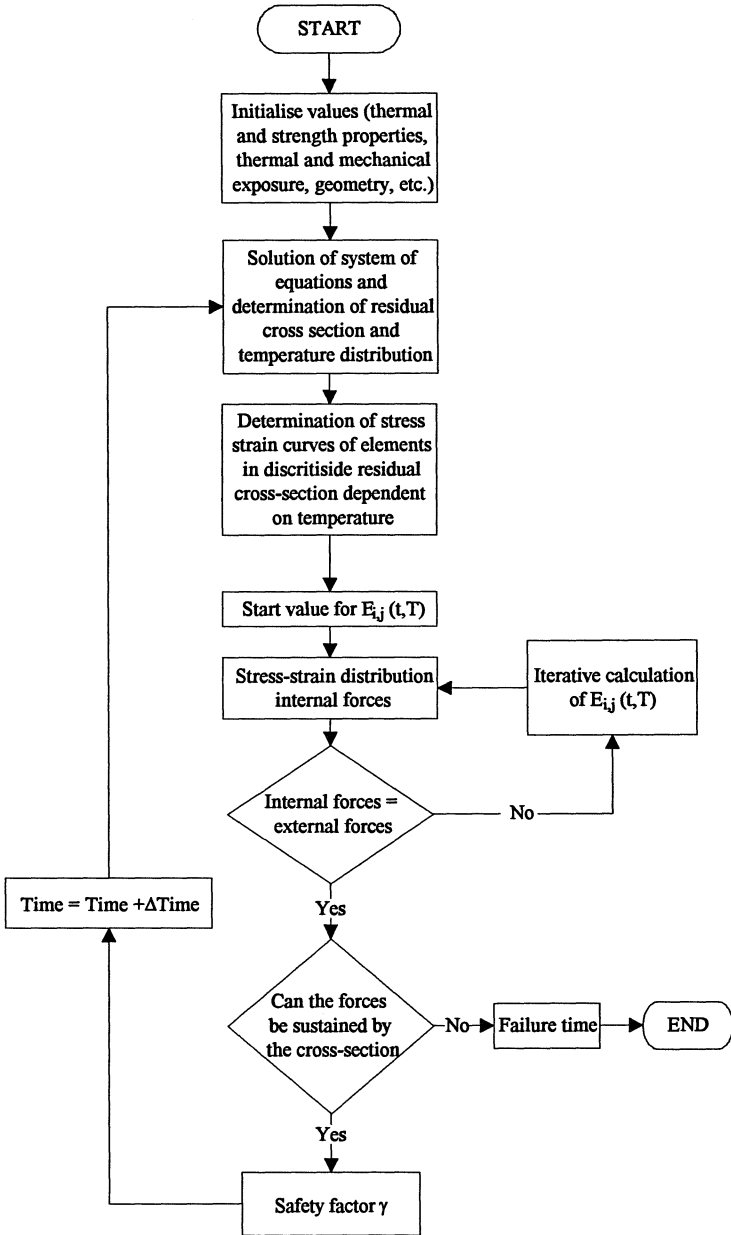 START
Initialise values (thermal
and strength properties,
thermal and mechanical
exposure, geometry, etc.)
Solution of system of
equations and
determination of residual
cross section and
temperature distribution
Determination of stress
strain curves of elements
in discritiside residual
cross-section dependent
on temperature
Start value for E_{i,j} (t,T)
Stress-strain distribution
internal forces
Iterative calculation
of E_{i,j} (t,T)
Internal forces =
external forces
No
Yes
Time = Time +ΔTime
Can the forces
be sustained by
the cross-section
No
Failure time
END
Yes
Safety factor γ